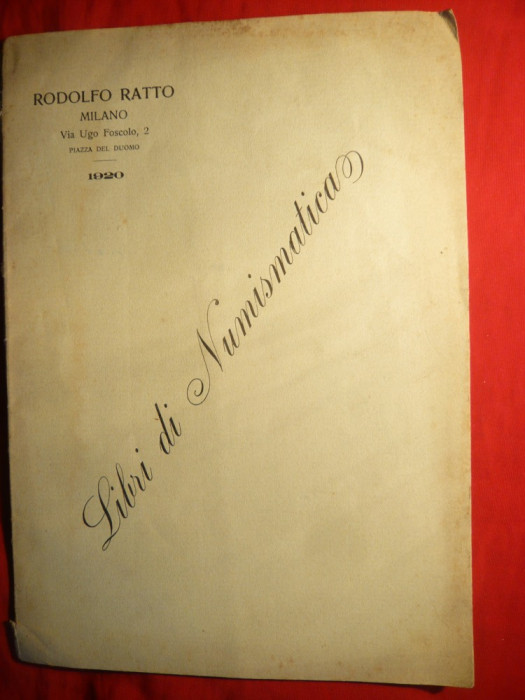 RODOLFO RATTO
MILANO
Via Ugo Foscolo, 2
PIAZZA DEL DUOMO
1920
Libri di Numismatica